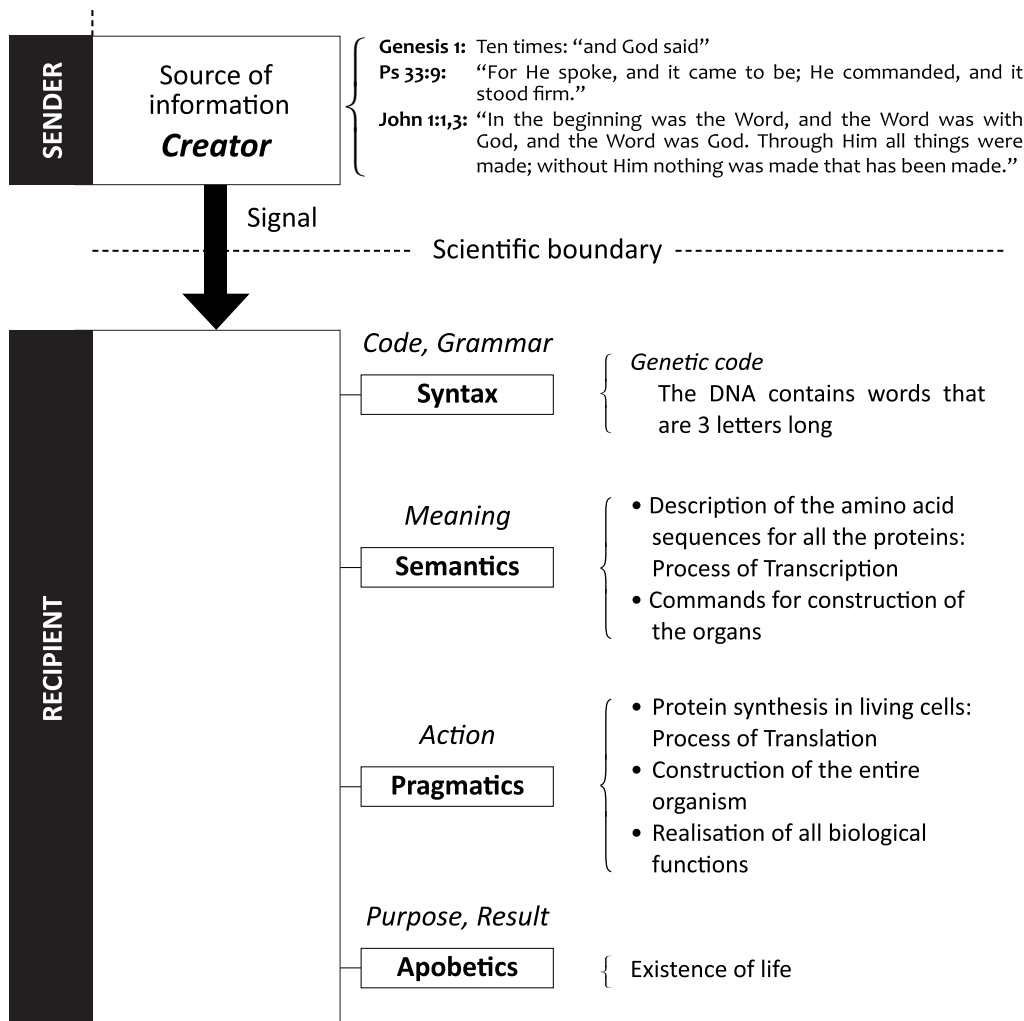 SENDER
Source of
information
Creator
Genesis 1: Ten times: “and God said”
Ps 33:9: “For He spoke, and it came to be; He commanded, and it
stood firm.”
John 1:1,3: “In the beginning was the Word, and the Word was with
God, and the Word was God. Through Him all things were
made; without Him nothing was made that has been made.”
Signal
Scientific boundary
RECIPIENT
Code, Grammar
Syntax
Genetic code
The DNA contains words that
are 3 letters long
Meaning
Semantics
• Description of the amino acid
sequences for all the proteins:
Process of Transcription
• Commands for construction of
the organs
Action
Pragmatics
• Protein synthesis in living cells:
Process of Translation
• Construction of the entire
organism
• Realisation of all biological
functions
Purpose, Result
Apobetics
Existence of life